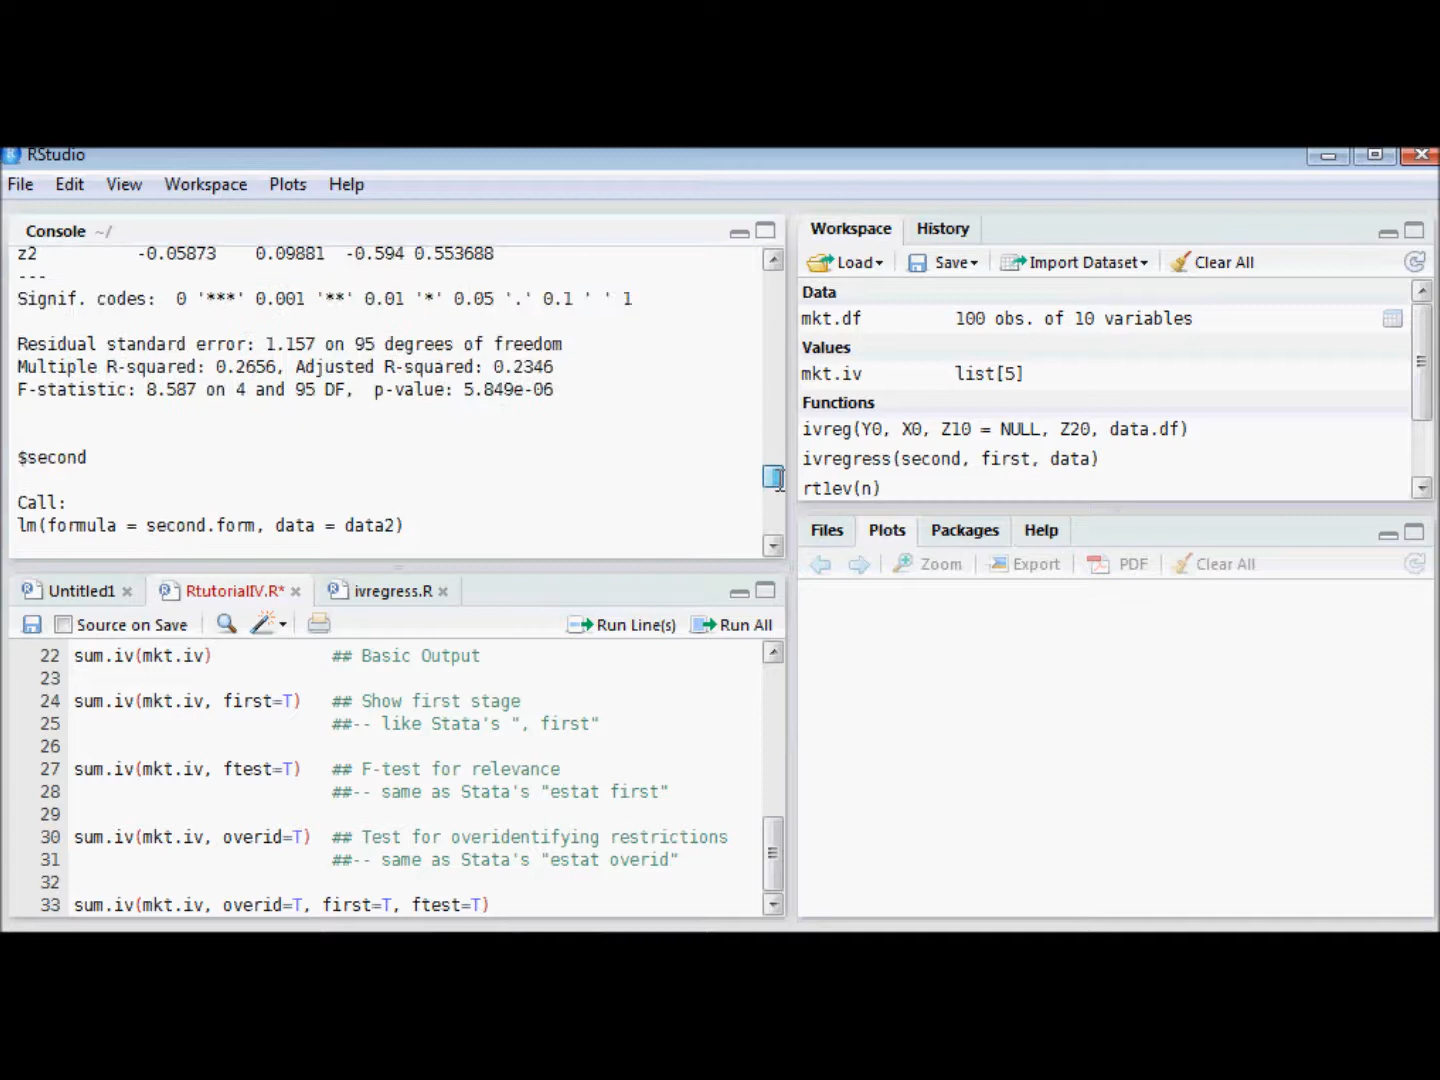 RStudio
File Edit View Workspace Plots Help
Console ~/
z2 -0.05873 0.09881 -0.594 0.553688
---
Signif. codes: 0 '***' 0.001 '**' 0.01 '*' 0.05 '.' 0.1 ' ' 1
Residual standard error: 1.157 on 95 degrees of freedom
Multiple R-squared: 0.2656, Adjusted R-squared: 0.2346
F-statistic: 8.587 on 4 and 95 DF, p-value: 5.849e-06
$second
Call:
lm(formula = second.form, data = data2)
Untitled1 RtutorialIV.R* ivregress.R
Source on Save Run Line(s) Run All
22 sum.iv(mkt.iv) ## Basic Output
23
24 sum.iv(mkt.iv, first=T) ## Show first stage
25 ##-- like Stata's ", first"
26
27 sum.iv(mkt.iv, ftest=T) ## F-test for relevance
28 ##-- same as Stata's "estat first"
29
30 sum.iv(mkt.iv, overid=T) ## Test for overidentifying restrictions
31 ##-- same as Stata's "estat overid"
32
33 sum.iv(mkt.iv, overid=T, first=T, ftest=T)
Workspace History
Load Save Import Dataset Clear All
Data
mkt.df 100 obs. of 10 variables
Values
mkt.iv list[5]
Functions
ivreg(Y0, X0, Z10 = NULL, Z20, data.df)
ivregress(second, first, data)
rtlev(n)
Files Plots Packages Help
Zoom Export PDF Clear All